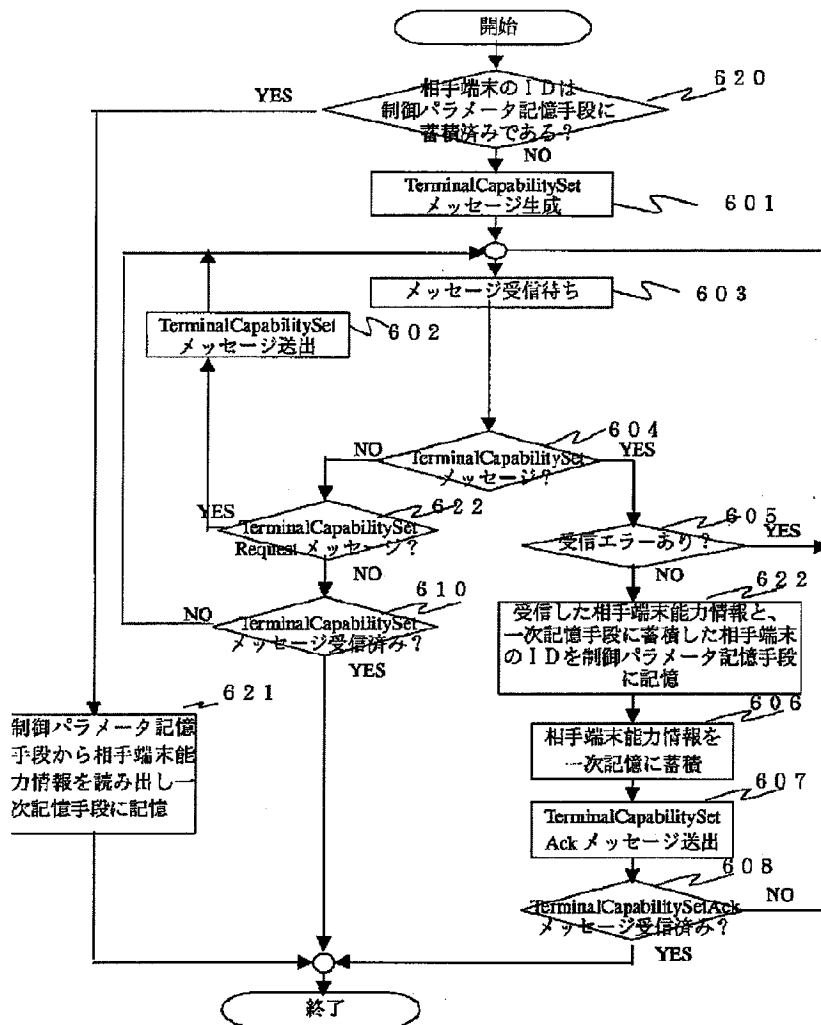 開始
相手端末のIDは
制御パラメータ記憶手段に
蓄積済みである?
620
YES
NO
TerminalCapabilitySet
メッセージ生成
601
メッセージ受信待ち
603
TerminalCapabilitySet
メッセージ送出
602
604
NO
TerminalCapabilitySet
メッセージ?
YES
YES
622
TerminalCapabilitySet
Request メッセージ?
NO
605
受信エラーあり?
YES
NO
622
受信した相手端末能力情報と、
一次記憶手段に蓄積した相手端末
のIDを制御パラメータ記憶手段
に記憶
NO
610
TerminalCapabilitySet
メッセージ受信済み?
YES
621
制御パラメータ記憶
手段から相手端末能
力情報を読み出し一
次記憶手段に記憶
606
相手端末能力情報を
一次記憶に蓄積
607
TerminalCapabilitySet
Ack メッセージ送出
608
TerminalCapabilitySetAck
メッセージ受信済み?
NO
YES
終了